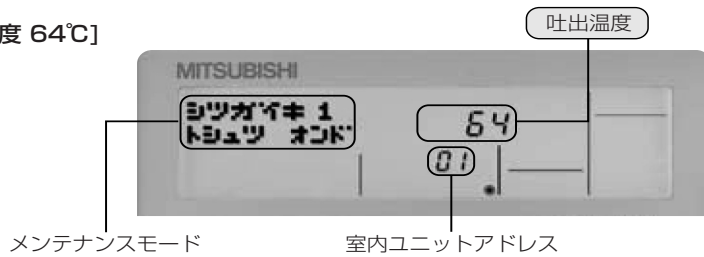 度 64℃]
吐出温度
MITSUBISHI
シツガイキ 1
トシュツ オンド
64
01
メンテナンスモード
室内ユニットアドレス